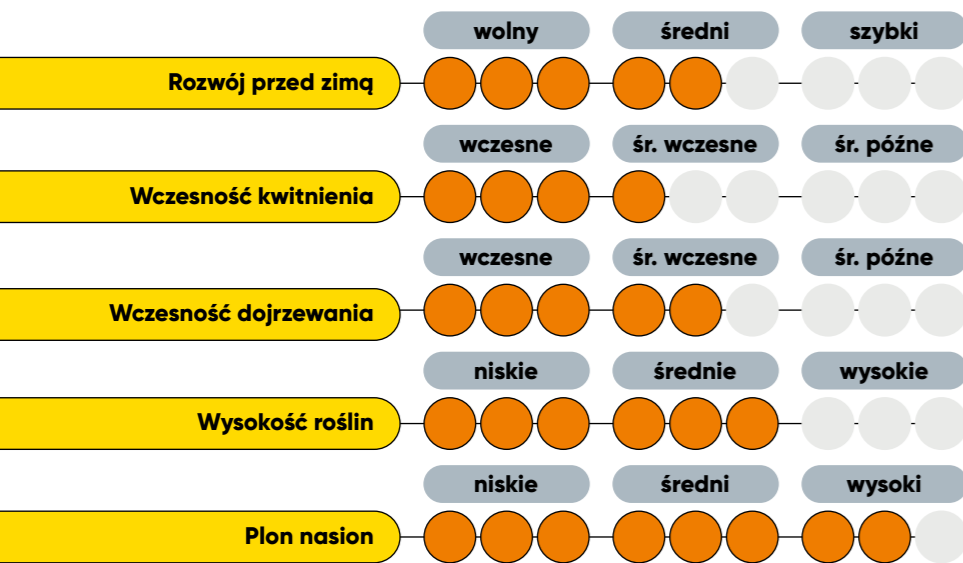 wolny średni szybki
Rozwój przed zimą
wczesne śr. wczesne śr. późne
Wczesność kwitnienia
wczesne śr. wczesne śr. późne
Wczesność dojrzewania
niskie średnie wysokie
Wysokość roślin
niskie średni wysoki
Plon nasion